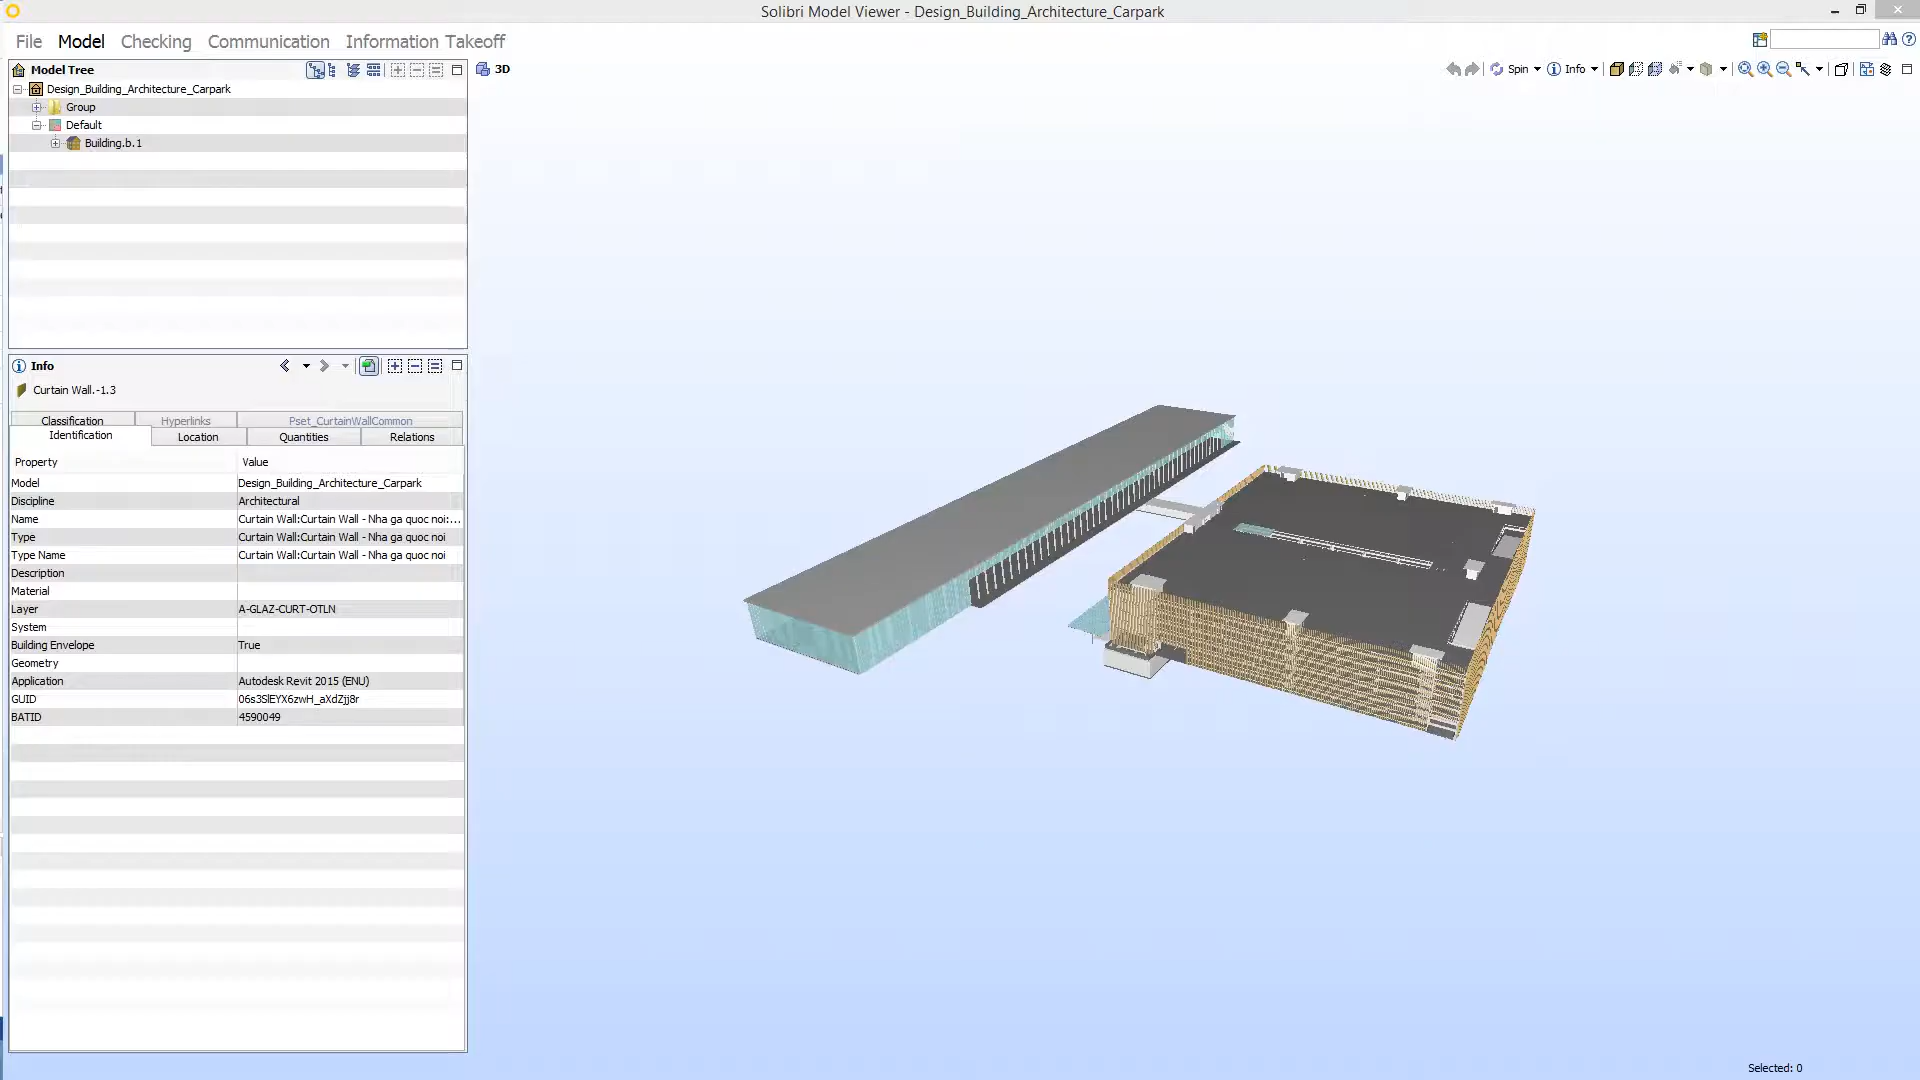 Solibri Model Viewer - Design_Building_Architecture_Carpark
File Model Checking Communication Information Takeoff
Model Tree
3D
Spin Info
Design_Building_Architecture_Carpark
Group
Default
Building.b.1
Info
Curtain Wall.-1.3
Classification Hyperlinks Pset_CurtainWallCommon
Identification Location Quantities Relations
Property Value
Model Design_Building_Architecture_Carpark
Discipline Architectural
Name Curtain Wall:Curtain Wall - Nha ga quoc noi:...
Type Curtain Wall:Curtain Wall - Nha ga quoc noi
Type Name Curtain Wall:Curtain Wall - Nha ga quoc noi
Description
Material
Layer A-GLAZ-CURT-OTLN
System
Building Envelope True
Geometry
Application Autodesk Revit 2015 (ENU)
GUID 06s3SlEYX6zwH_aXdZjj8r
BATID 4590049
Selected: 0